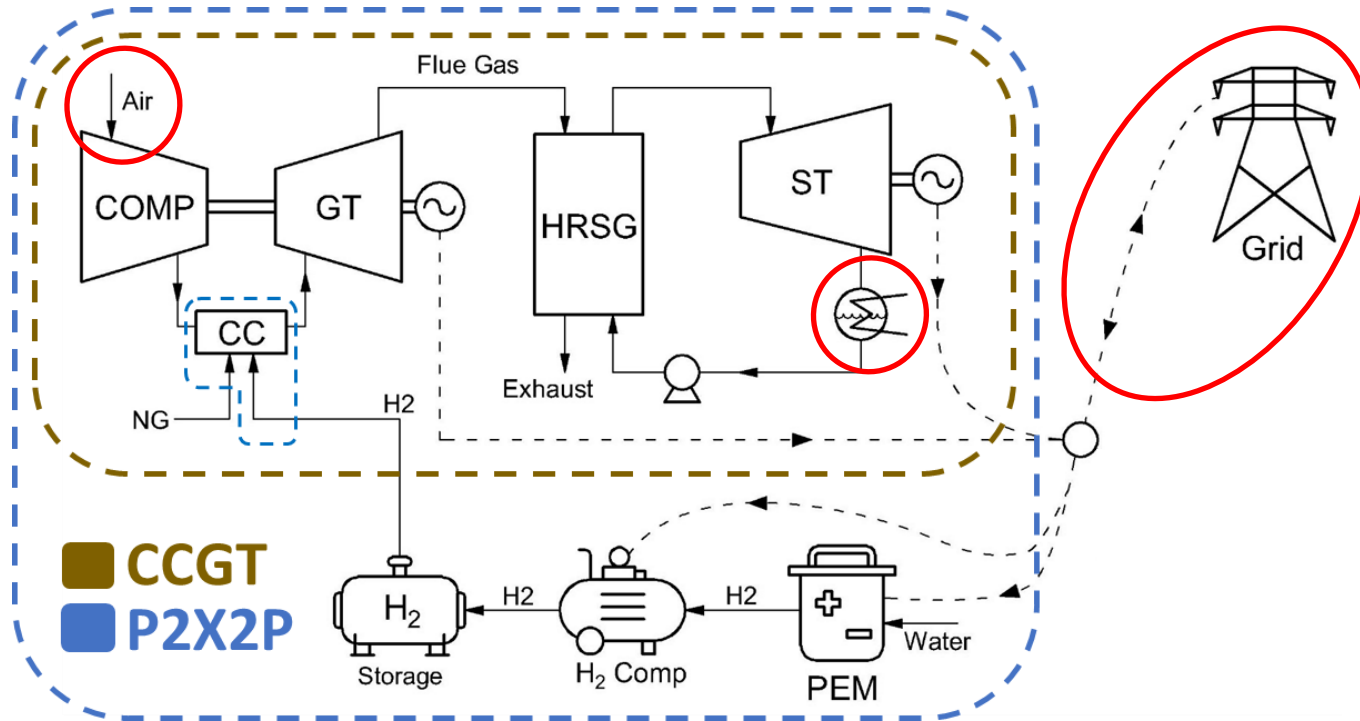 Flue Gas
Air
COMP
GT
HRSG
ST
Grid
CC
Exhaust
NG
H2
CCGT
P2X2P
H₂
Storage
H2
H₂ Comp
H2
PEM
Water